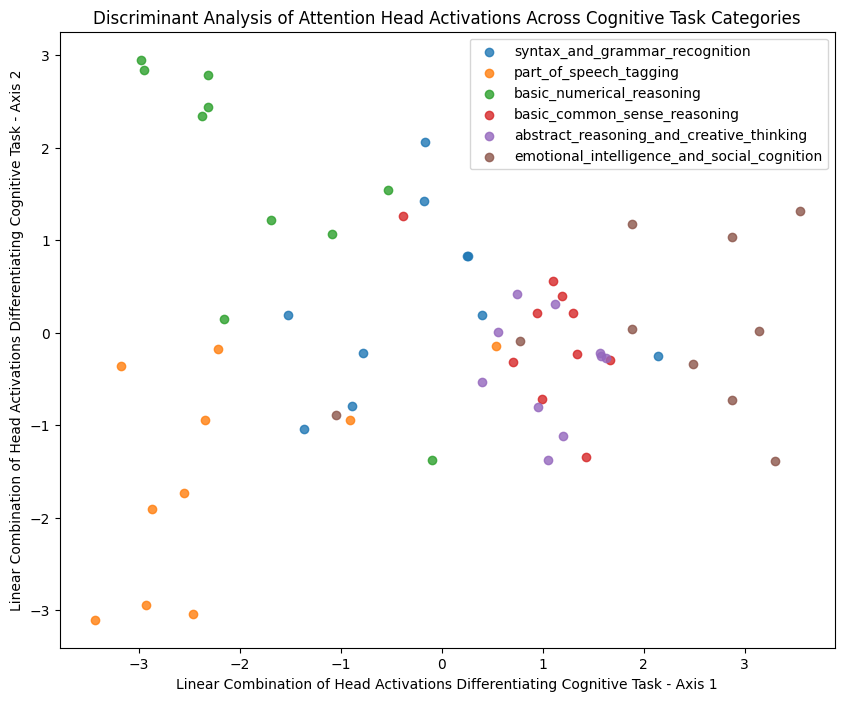 Discriminant Analysis of Attention Head Activations Across Cognitive Task Categories
syntax_and_grammar_recognition
part_of_speech_tagging
basic_numerical_reasoning
basic_common_sense_reasoning
abstract_reasoning_and_creative_thinking
emotional_intelligence_and_social_cognition
Linear Combination of Head Activations Differentiating Cognitive Task - Axis 2
3
2
1
0
−1
−2
−3
−3 −2 −1 0 1 2 3
Linear Combination of Head Activations Differentiating Cognitive Task - Axis 1